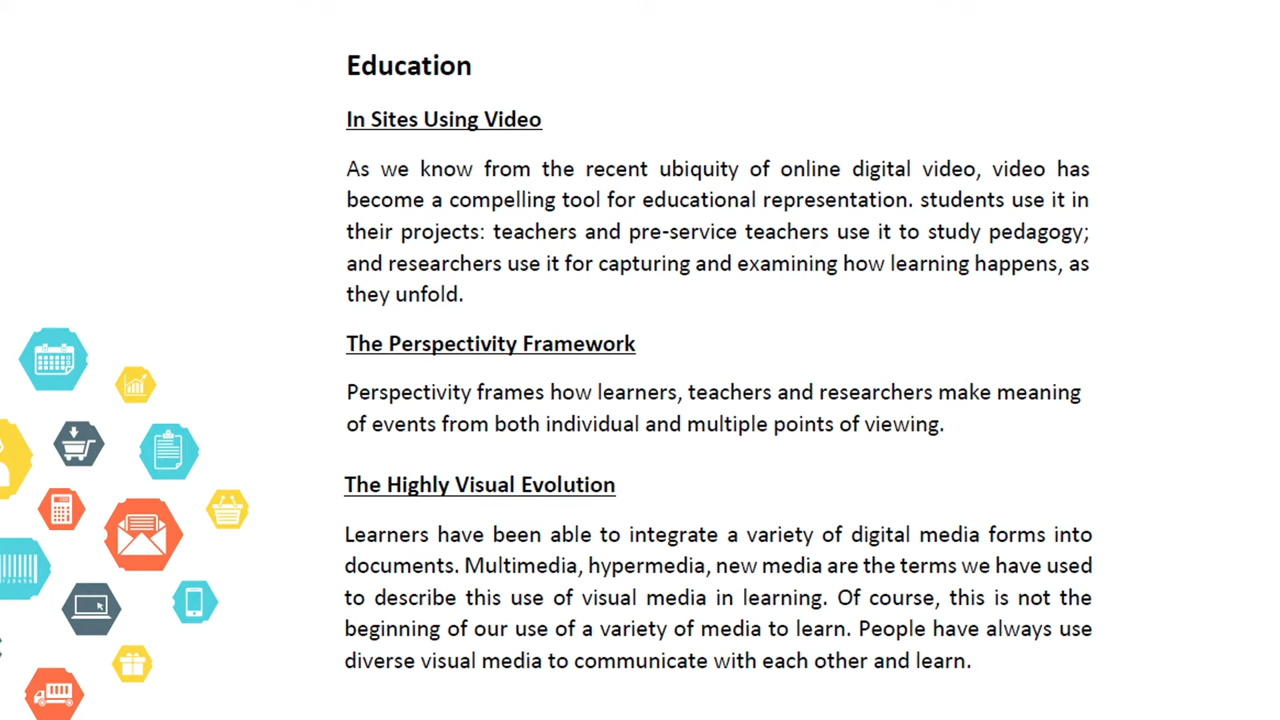 Education
In Sites Using Video
As we know from the recent ubiquity of online digital video, video has
become a compelling tool for educational representation. students use it in
their projects: teachers and pre-service teachers use it to study pedagogy;
and researchers use it for capturing and examining how learning happens, as
they unfold.
The Perspectivity Framework
Perspectivity frames how learners, teachers and researchers make meaning
of events from both individual and multiple points of viewing.
The Highly Visual Evolution
Learners have been able to integrate a variety of digital media forms into
documents. Multimedia, hypermedia, new media are the terms we have used
to describe this use of visual media in learning. Of course, this is not the
beginning of our use of a variety of media to learn. People have always use
diverse visual media to communicate with each other and learn.